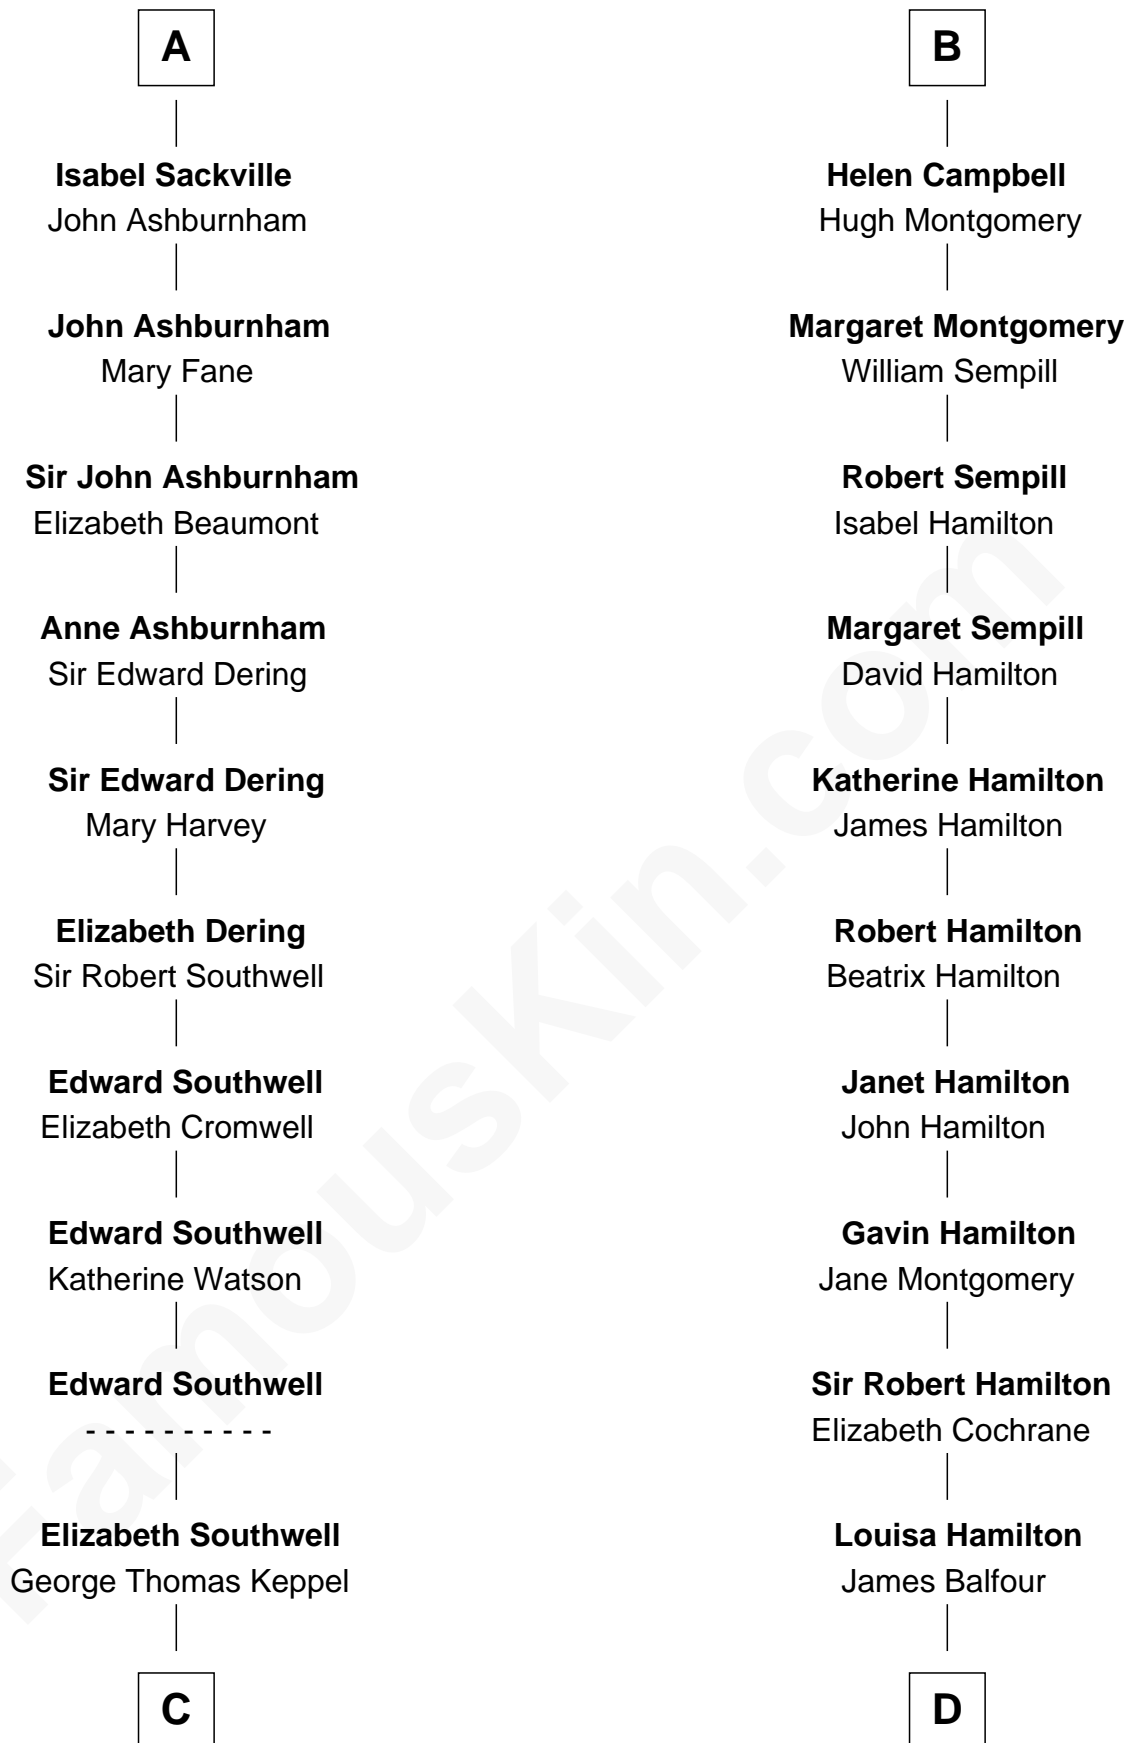 A
Isabel Sackville
John Ashburnham
John Ashburnham
Mary Fane
Sir John Ashburnham
Elizabeth Beaumont
Anne Ashburnham
Sir Edward Dering
Sir Edward Dering
Mary Harvey
Elizabeth Dering
Sir Robert Southwell
Edward Southwell
Elizabeth Cromwell
Edward Southwell
Katherine Watson
Edward Southwell
- - - - - - - - - -
Elizabeth Southwell
George Thomas Keppel
C
B
Helen Campbell
Hugh Montgomery
Margaret Montgomery
William Sempill
Robert Sempill
Isabel Hamilton
Margaret Sempill
David Hamilton
Katherine Hamilton
James Hamilton
Robert Hamilton
Beatrix Hamilton
Janet Hamilton
John Hamilton
Gavin Hamilton
Jane Montgomery
Sir Robert Hamilton
Elizabeth Cochrane
Louisa Hamilton
James Balfour
D
FamousKin.com